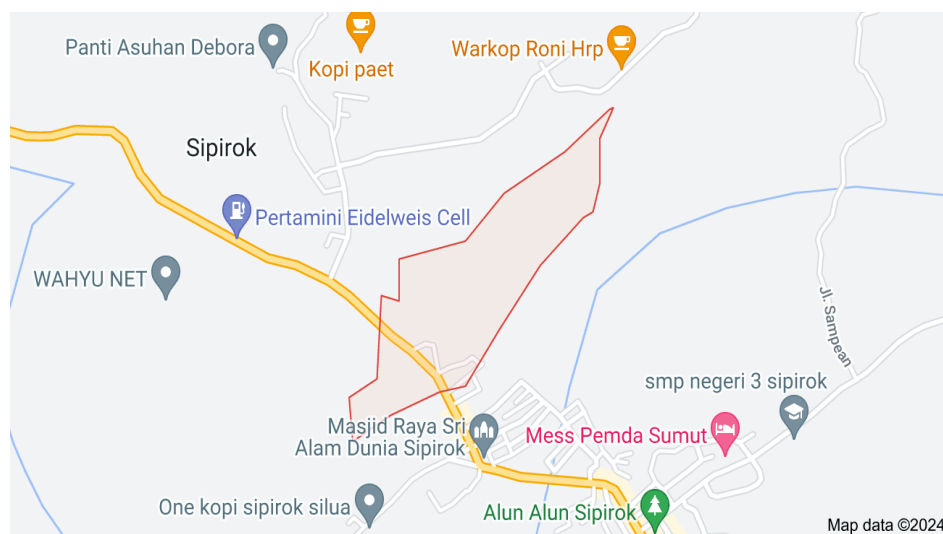 Panti Asuhan Debora
Kopi paet
Warkop Roni Hrp
Sipirok
Pertamini Eidelweis Cell
WAHYU NET
Jl. Sampean
smp negeri 3 sipirok
Masjid Raya Sri
Alam Dunia Sipirok
Mess Pemda Sumut
One kopi sipirok silua
Alun Alun Sipirok
Map data ©2024